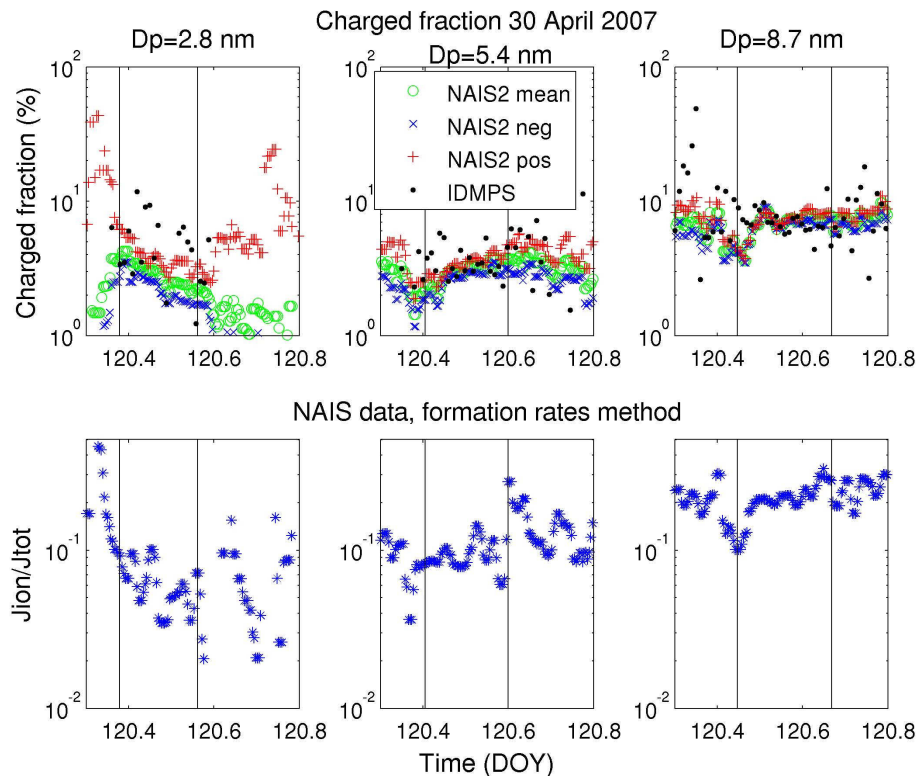 Charged fraction 30 April 2007
Dp=2.8 nm
Dp=5.4 nm
Dp=8.7 nm
Charged fraction (%)
10^2
10^1
10^0
120.4 120.6 120.8
10^2
10^1
10^0
NAIS2 mean
NAIS2 neg
NAIS2 pos
IDMPS
120.4 120.6 120.8
10^2
10^1
10^0
120.4 120.6 120.8
NAIS data, formation rates method
Jion/Jtot
10^-1
10^-2
120.4 120.6 120.8
10^-1
10^-2
120.4 120.6 120.8
10^-1
10^-2
120.4 120.6 120.8
Time (DOY)